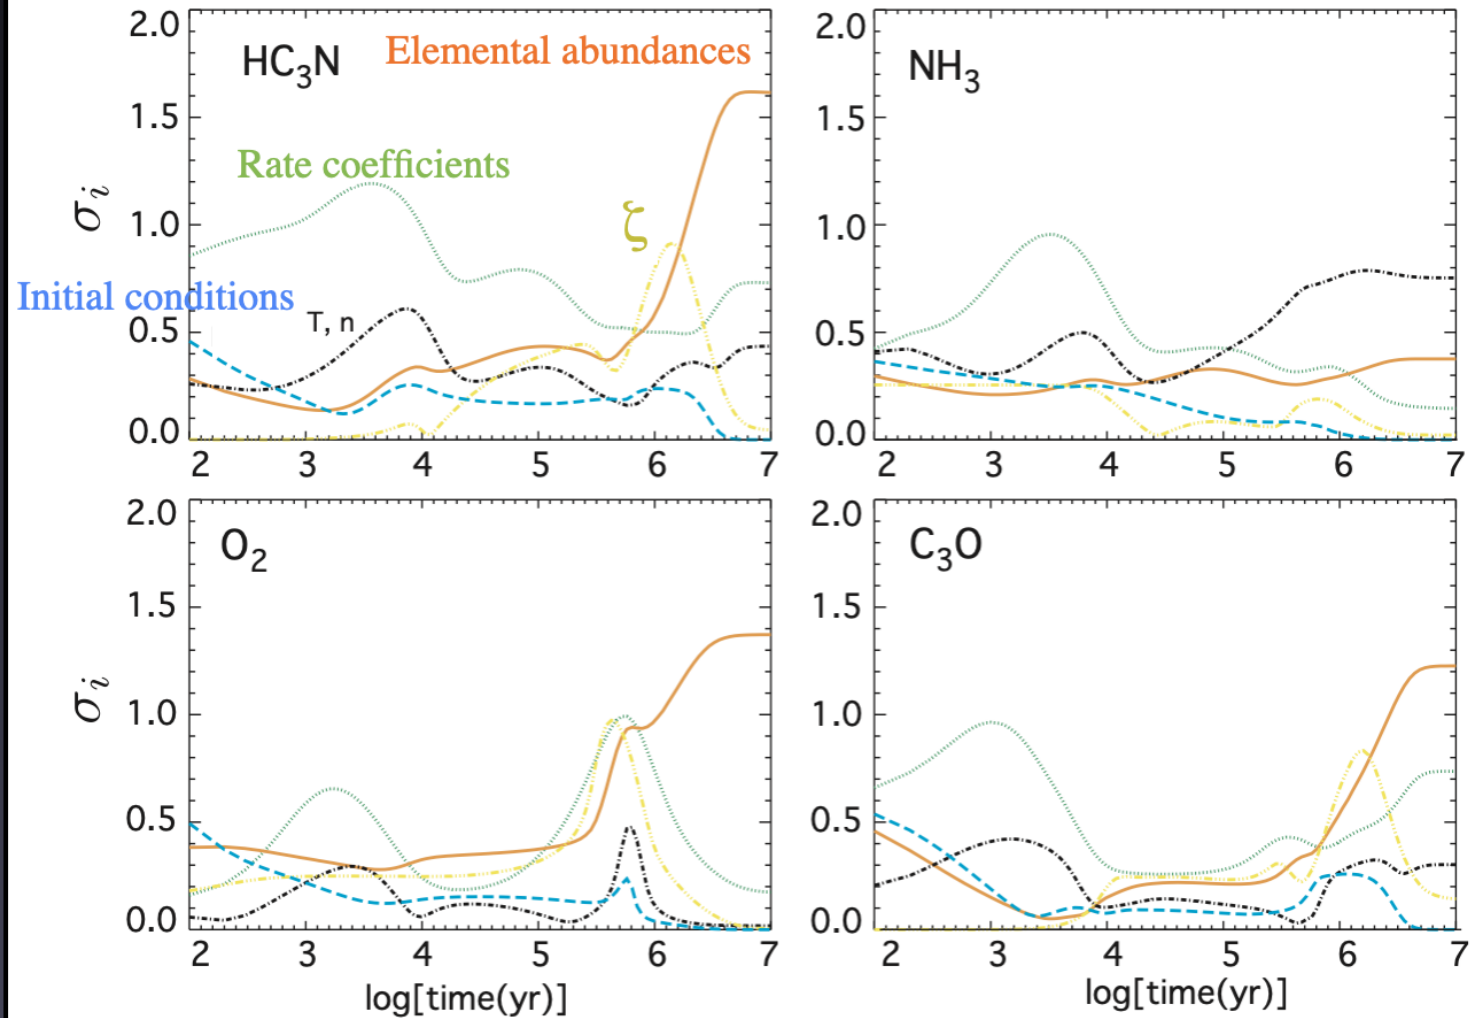 HC3N
Elemental abundances
Rate coefficients
ζ
Initial conditions
T, n
σi
2.0
1.5
1.0
0.5
0.0
2 3 4 5 6 7
NH3
2.0
1.5
1.0
0.5
0.0
2 3 4 5 6 7
O2
σi
2.0
1.5
1.0
0.5
0.0
2 3 4 5 6 7
log[time(yr)]
C3O
2.0
1.5
1.0
0.5
0.0
2 3 4 5 6 7
log[time(yr)]